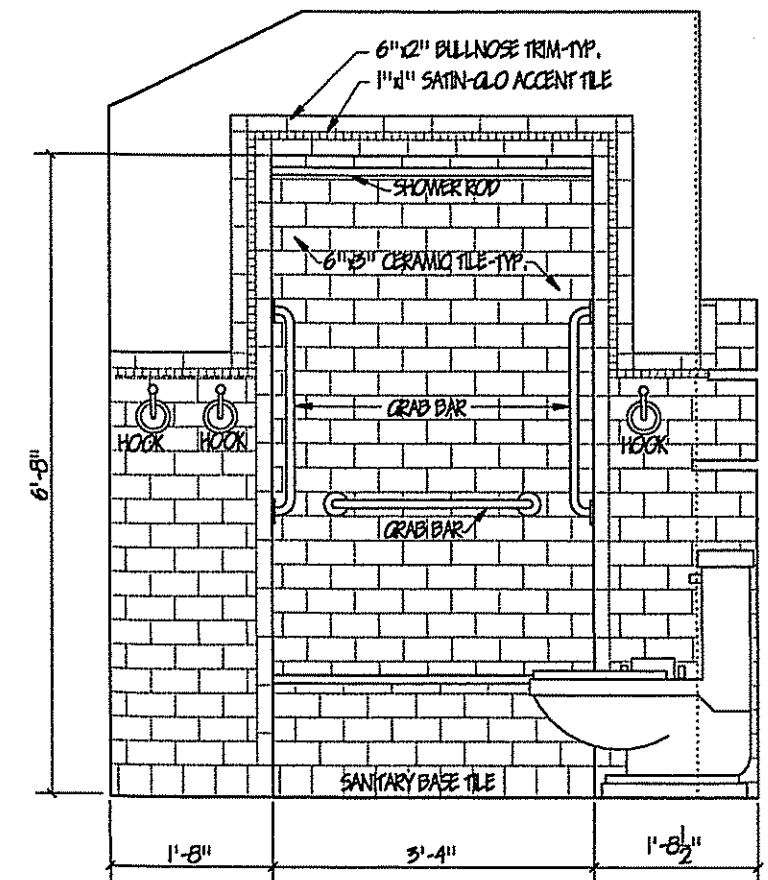 6"x2" BULLNOSE TRIM-TYP.
1"x1" SATIN-GLO ACCENT TILE
SHOWER ROD
6"x3" CERAMIC TILE-TYP.
GRAB BAR
HOOK
HOOK
HOOK
6'-8"
GRAB BAR
SANITARY BASE TILE
1'-8"
3'-4"
1'-8½"